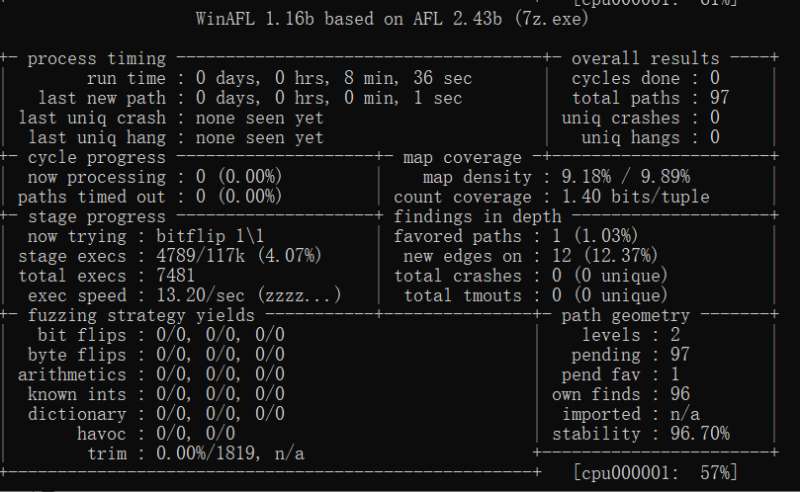 [cpu000001: 61%]
WinAFL 1.16b based on AFL 2.43b (7z.exe)
+- process timing -------------------------------------+- overall results ----+
| run time : 0 days, 0 hrs, 8 min, 36 sec | cycles done : 0 |
| last new path : 0 days, 0 hrs, 0 min, 1 sec | total paths : 97 |
| last uniq crash : none seen yet | uniq crashes : 0 |
| last uniq hang : none seen yet | uniq hangs : 0 |
+- cycle progress --------------------+- map coverage -+----------------------+
| now processing : 0 (0.00%) | map density : 9.18% / 9.89% |
| paths timed out : 0 (0.00%) | count coverage : 1.40 bits/tuple |
+- stage progress --------------------+ findings in depth --------------------+
| now trying : bitflip 1\1 | favored paths : 1 (1.03%) |
| stage execs : 4789/117k (4.07%) | new edges on : 12 (12.37%) |
| total execs : 7481 | total crashes : 0 (0 unique) |
| exec speed : 13.20/sec (zzzz...) | total tmouts : 0 (0 unique) |
+- fuzzing strategy yields -----------+---------------+- path geometry -------+
| bit flips : 0/0, 0/0, 0/0 | levels : 2 |
| byte flips : 0/0, 0/0, 0/0 | pending : 97 |
| arithmetics : 0/0, 0/0, 0/0 | pend fav : 1 |
| known ints : 0/0, 0/0, 0/0 | own finds : 96 |
| dictionary : 0/0, 0/0, 0/0 | imported : n/a |
| havoc : 0/0, 0/0 | stability : 96.70% |
| trim : 0.00%/1819, n/a +-----------------------+
+-----------------------------------------------------+ [cpu000001: 57%]